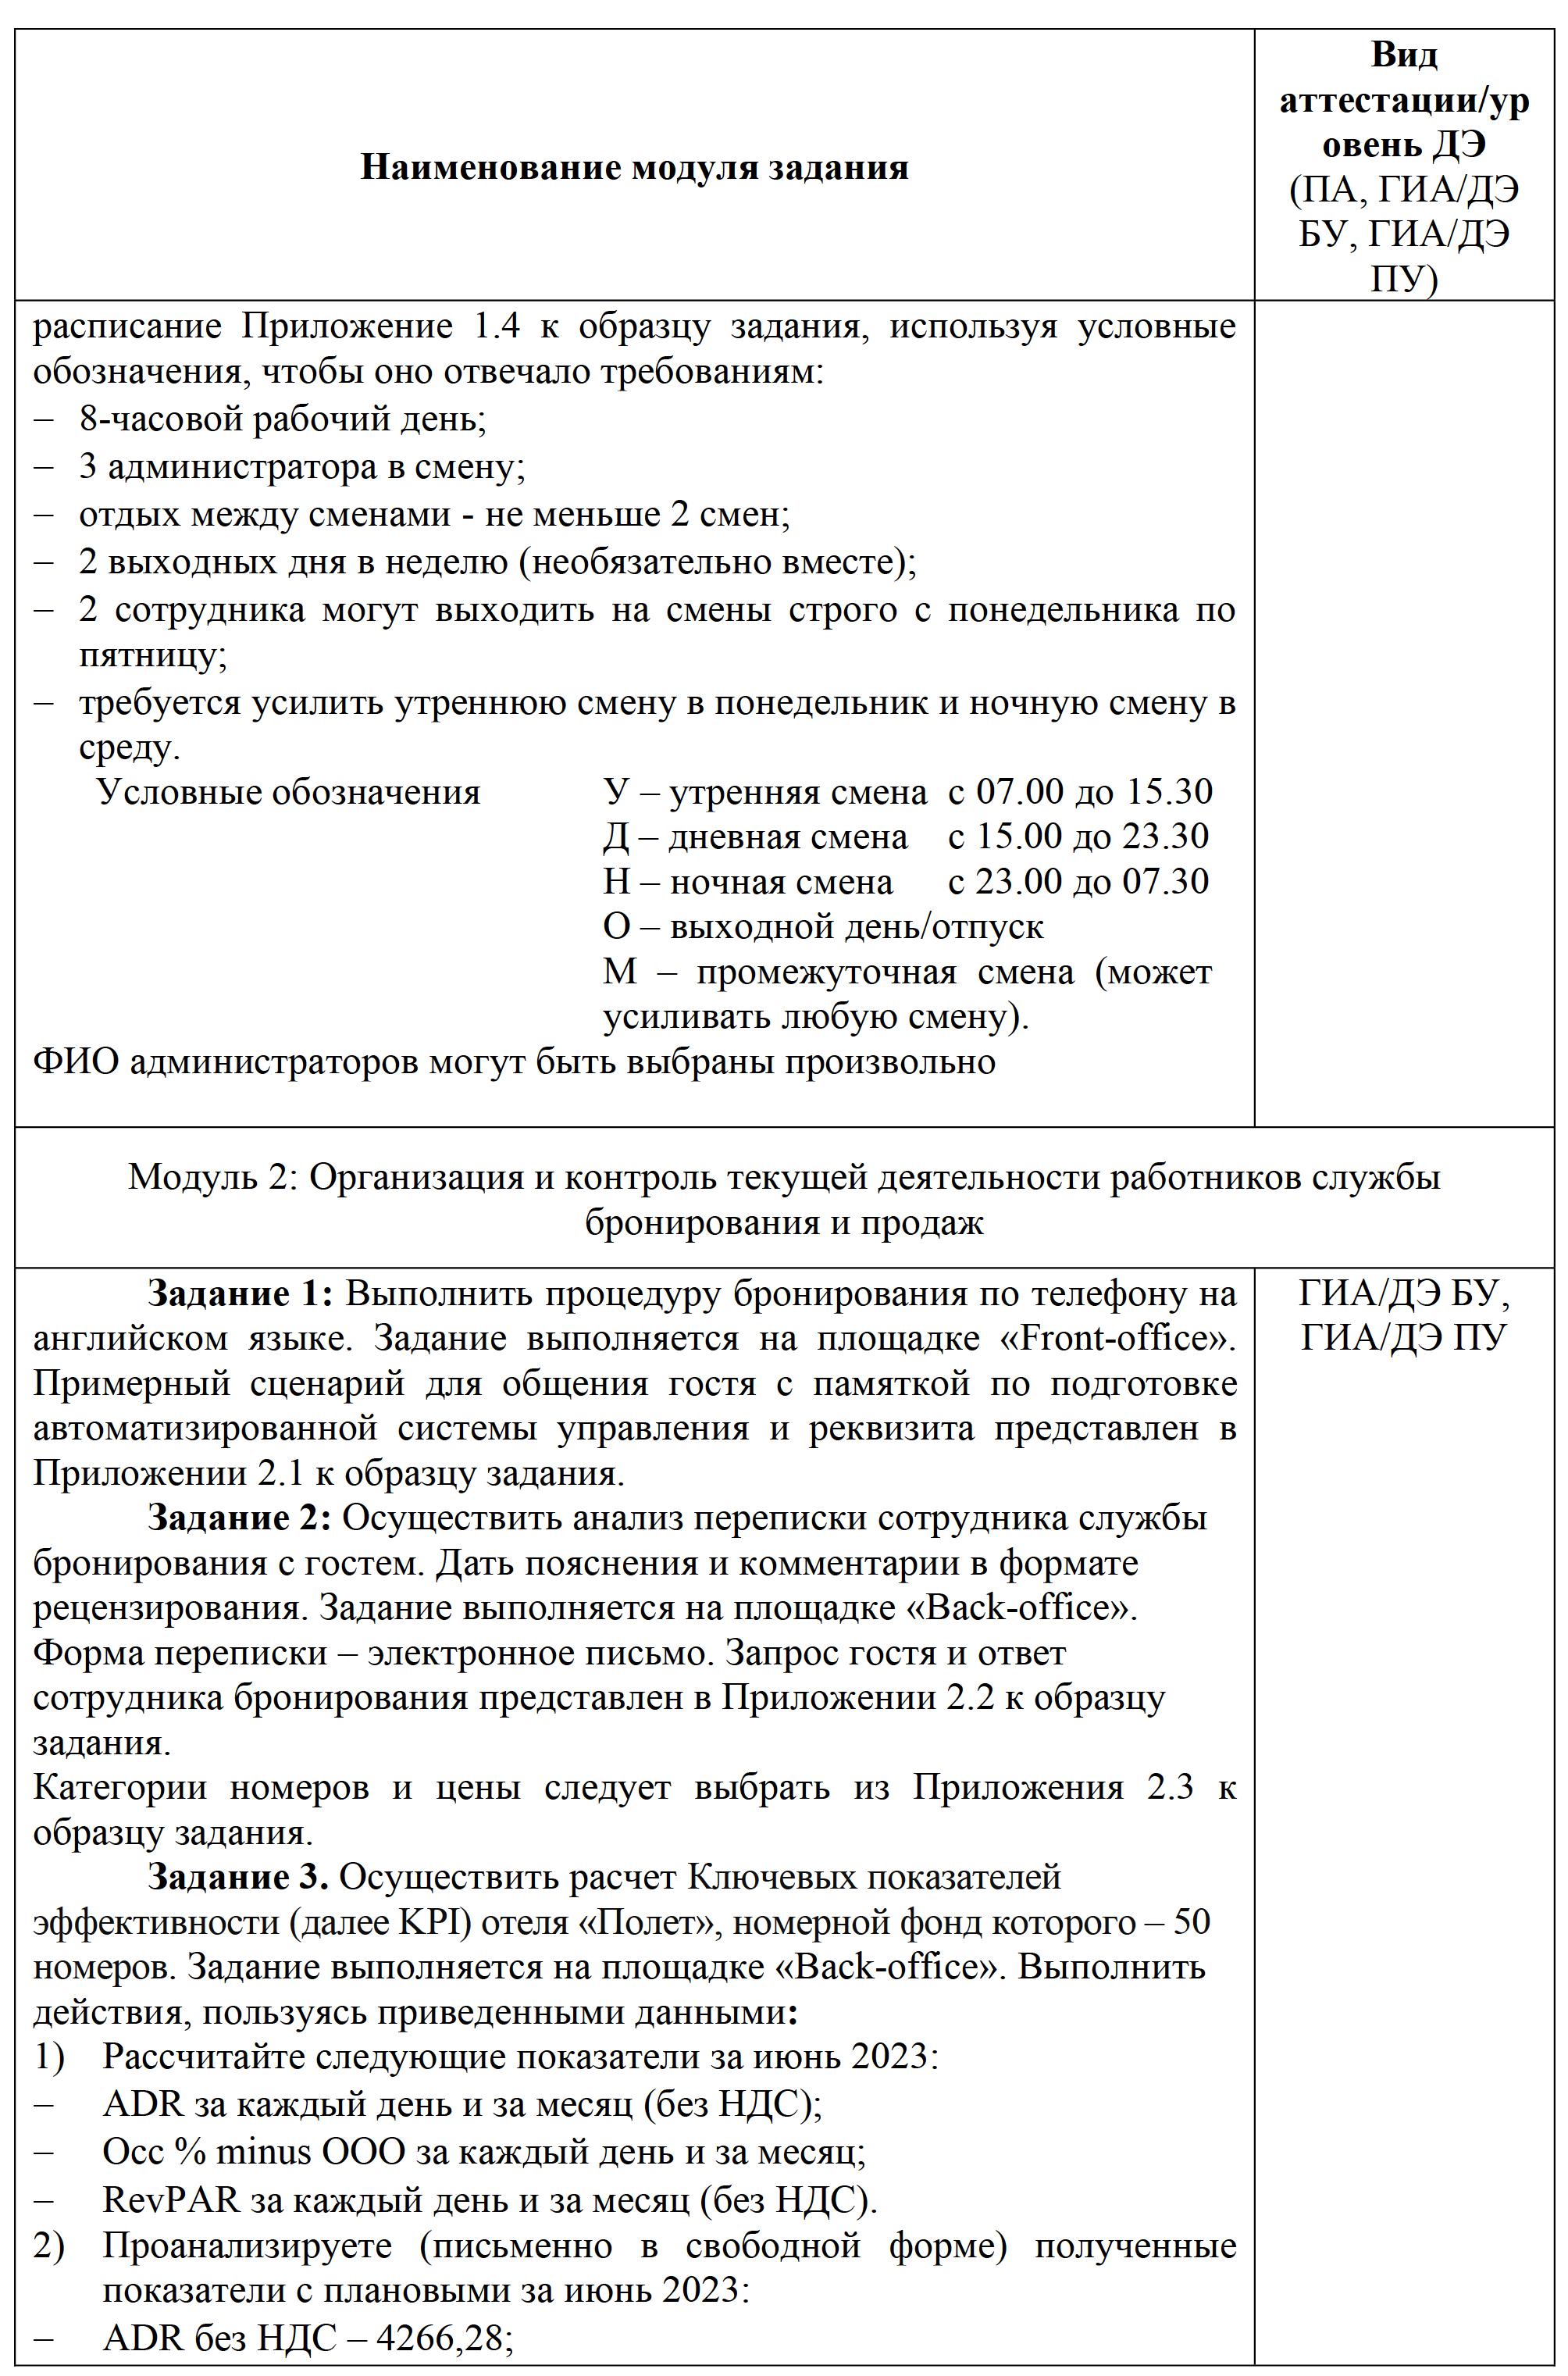 Наименование модуля задания
Вид
аттестации/ур
овень ДЭ
(ПА, ГИА/ДЭ
БУ, ГИА/ДЭ
ПУ)
расписание Приложение 1.4 к образцу задания, используя условные
обозначения, чтобы оно отвечало требованиям:
– 8-часовой рабочий день;
– 3 администратора в смену;
– отдых между сменами - не меньше 2 смен;
– 2 выходных дня в неделю (необязательно вместе);
– 2 сотрудника могут выходить на смены строго с понедельника по
пятницу;
– требуется усилить утреннюю смену в понедельник и ночную смену в
среду.
Условные обозначения У – утренняя смена с 07.00 до 15.30
Д – дневная смена с 15.00 до 23.30
Н – ночная смена с 23.00 до 07.30
О – выходной день/отпуск
М – промежуточная смена (может
усиливать любую смену).
ФИО администраторов могут быть выбраны произвольно
Модуль 2: Организация и контроль текущей деятельности работников службы
бронирования и продаж
Задание 1: Выполнить процедуру бронирования по телефону на
английском языке. Задание выполняется на площадке «Front-office».
Примерный сценарий для общения гостя с памяткой по подготовке
автоматизированной системы управления и реквизита представлен в
Приложении 2.1 к образцу задания.
Задание 2: Осуществить анализ переписки сотрудника службы
бронирования с гостем. Дать пояснения и комментарии в формате
рецензирования. Задание выполняется на площадке «Back-office».
Форма переписки – электронное письмо. Запрос гостя и ответ
сотрудника бронирования представлен в Приложении 2.2 к образцу
задания.
Категории номеров и цены следует выбрать из Приложения 2.3 к
образцу задания.
Задание 3. Осуществить расчет Ключевых показателей
эффективности (далее KPI) отеля «Полет», номерной фонд которого – 50
номеров. Задание выполняется на площадке «Back-office». Выполнить
действия, пользуясь приведенными данными:
1) Рассчитайте следующие показатели за июнь 2023:
– ADR за каждый день и за месяц (без НДС);
– Occ % minus OOO за каждый день и за месяц;
– RevPAR за каждый день и за месяц (без НДС).
2) Проанализируете (письменно в свободной форме) полученные
показатели с плановыми за июнь 2023:
– ADR без НДС – 4266,28;
ГИА/ДЭ БУ,
ГИА/ДЭ ПУ